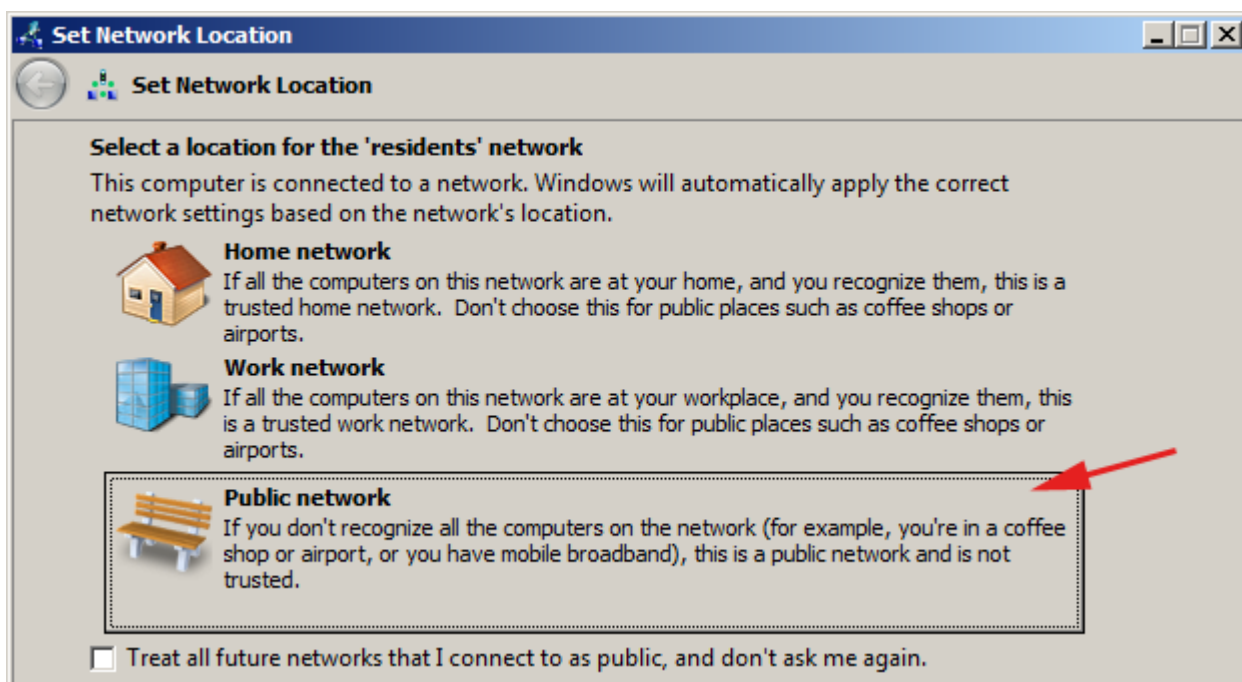 Set Network Location
Set Network Location
Select a location for the 'residents' network
This computer is connected to a network. Windows will automatically apply the correct
network settings based on the network's location.
Home network
If all the computers on this network are at your home, and you recognize them, this is a
trusted home network.  Don't choose this for public places such as coffee shops or
airports.
Work network
If all the computers on this network are at your workplace, and you recognize them, this
is a trusted work network.  Don't choose this for public places such as coffee shops or
airports.
Public network
If you don't recognize all the computers on the network (for example, you're in a coffee
shop or airport, or you have mobile broadband), this is a public network and is not
trusted.
Treat all future networks that I connect to as public, and don't ask me again.